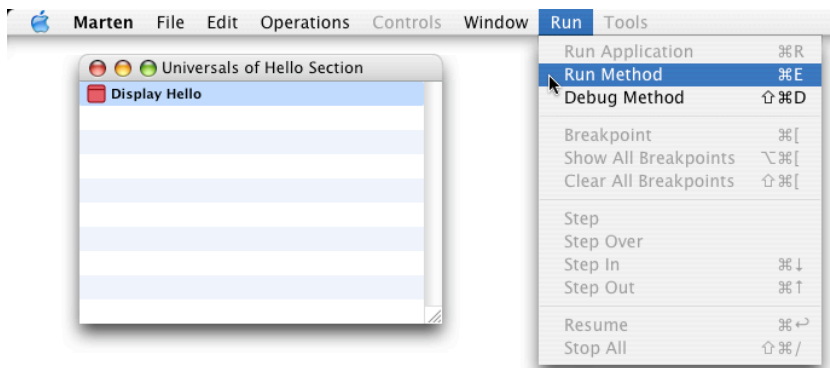 Marten File Edit Operations Controls Window Run Tools
Universals of Hello Section
Display Hello
Run Application ⌘R
Run Method ⌘E
Debug Method ⇧⌘D
Breakpoint ⌘[
Show All Breakpoints ⌥⌘[
Clear All Breakpoints ⇧⌘[
Step
Step Over
Step In ⌘↓
Step Out ⌘↑
Resume ⌘↩
Stop All ⇧⌘/